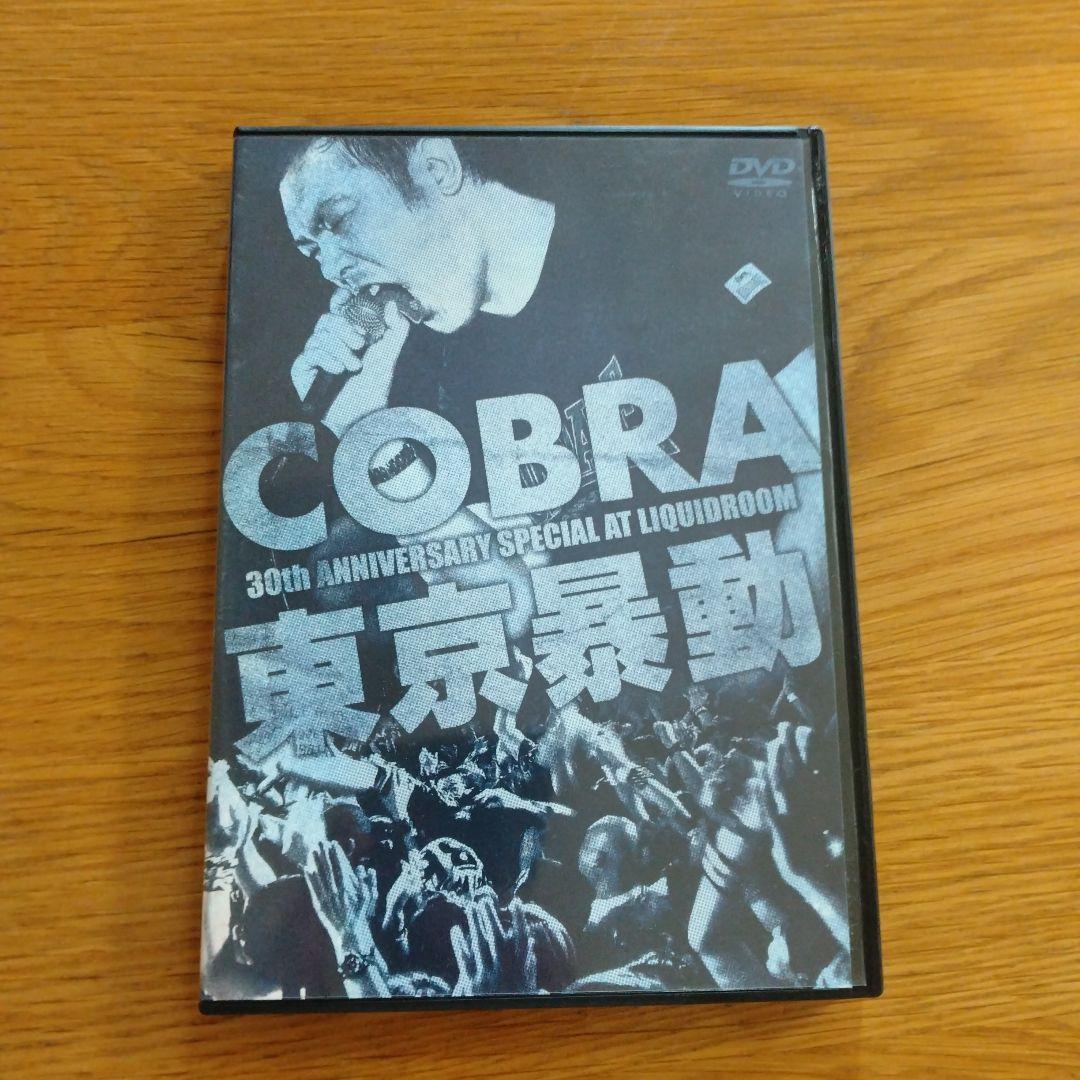 DVD
VIDEO
COBRA
30th ANNIVERSARY SPECIAL AT LIQUIDROOM
東京暴動